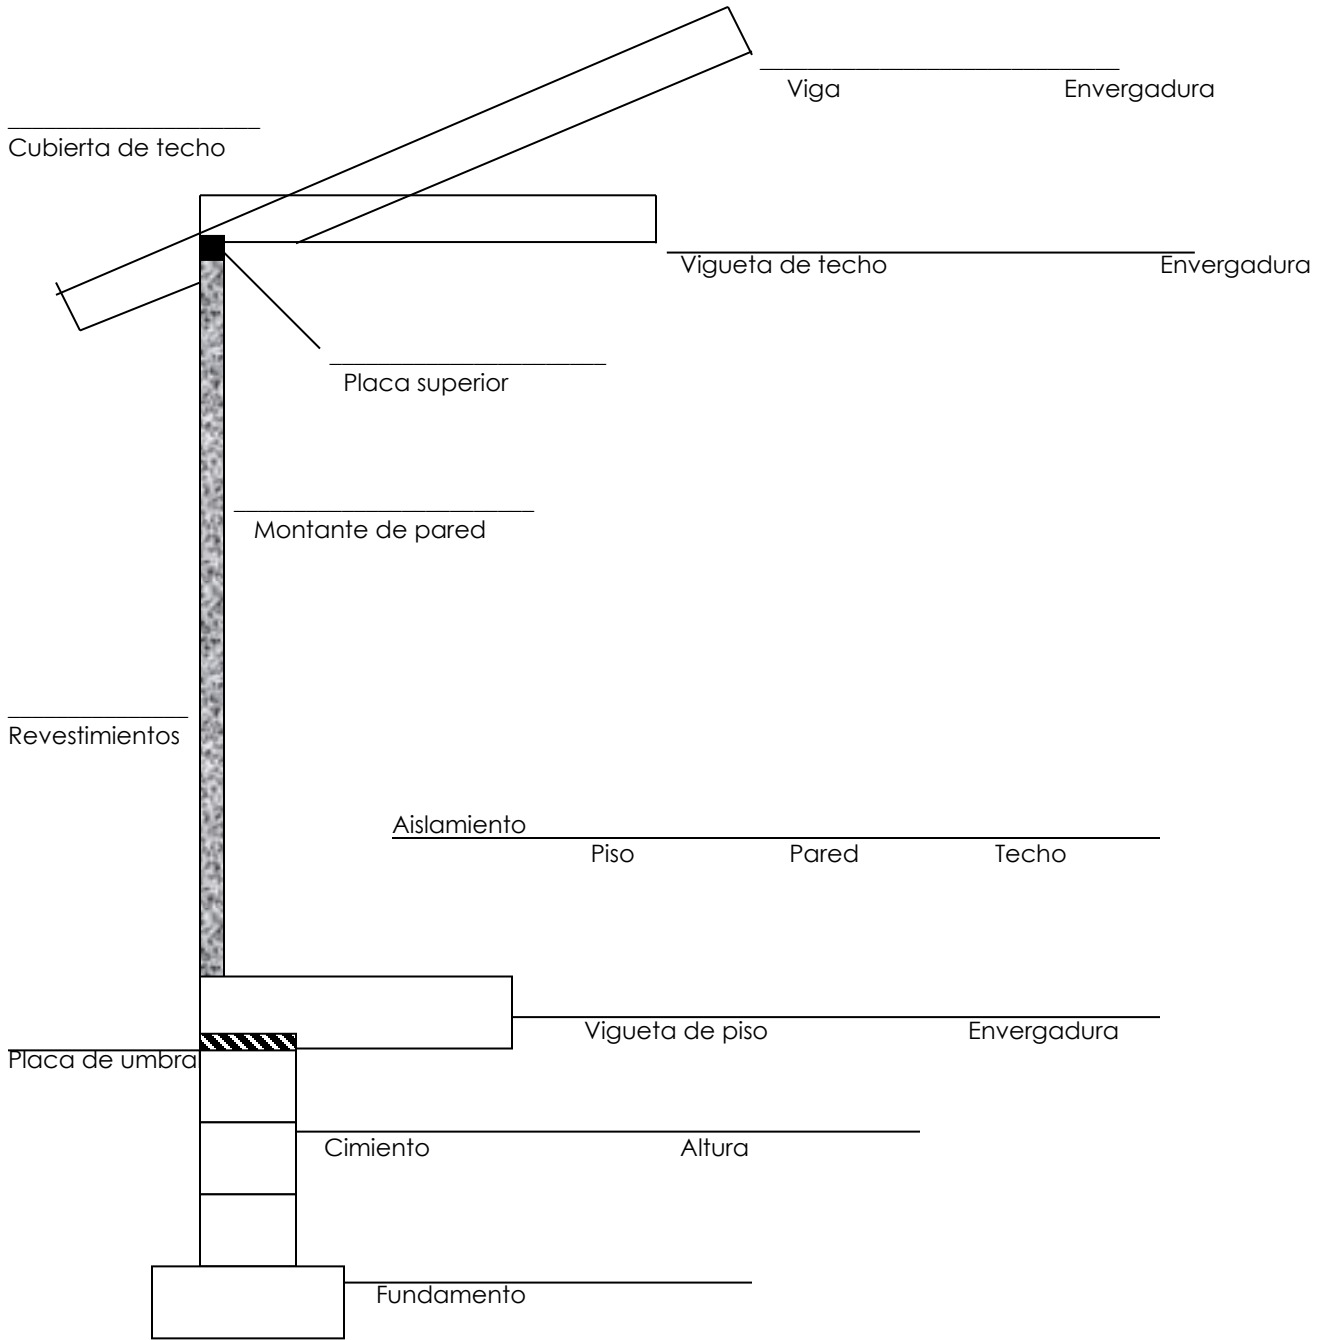 Viga Envergadura
Cubierta de techo
Vigueta de techo Envergadura
Placa superior
Montante de pared
Revestimientos
Aislamiento
Piso Pared Techo
Vigueta de piso Envergadura
Placa de umbra
Cimiento Altura
Fundamento